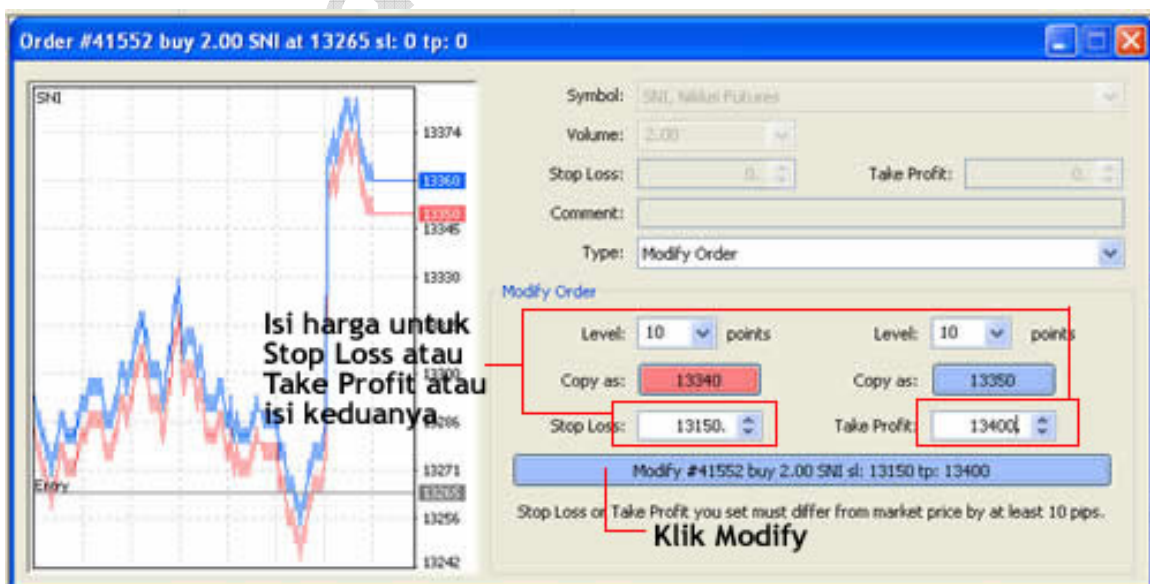 Order #41552 buy 2.00 SNI at 13265 sl: 0 tp: 0
SNI
13374
13360
13350
13345
13330
13300
13286
13271
13265
13256
13242
Entry
Symbol: SNI, Nikkei Futures
Volume: 2.00
Stop Loss: 0. Take Profit: 0.
Comment:
Type: Modify Order
Modify Order
Level: 10 points Level: 10 points
Copy as: 13340 Copy as: 13350
Stop Loss: 13150. Take Profit: 13400.
Modify #41552 buy 2.00 SNI sl: 13150 tp: 13400
Stop Loss or Take Profit you set must differ from market price by at least 10 pips.
Isi harga untuk
Stop Loss atau
Take Profit atau
isi keduanya
Klik Modify